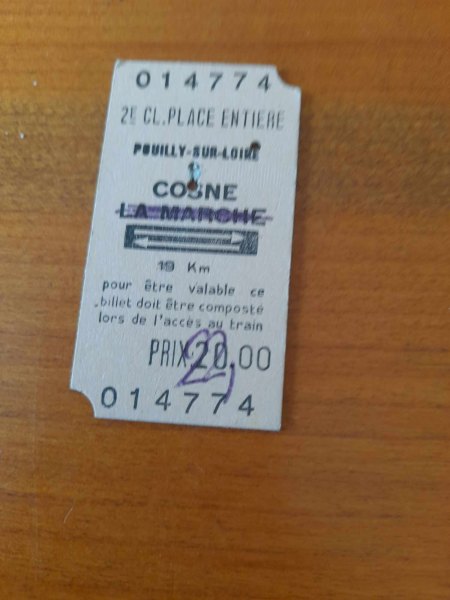 014774
2E CL.PLACE ENTIERE
POUILLY-SUR-LOIRE
COSNE
LA MARCHE
19 Km
pour être valable ce
billet doit être composté
lors de l'accès au train
PRIX 20,00
014774